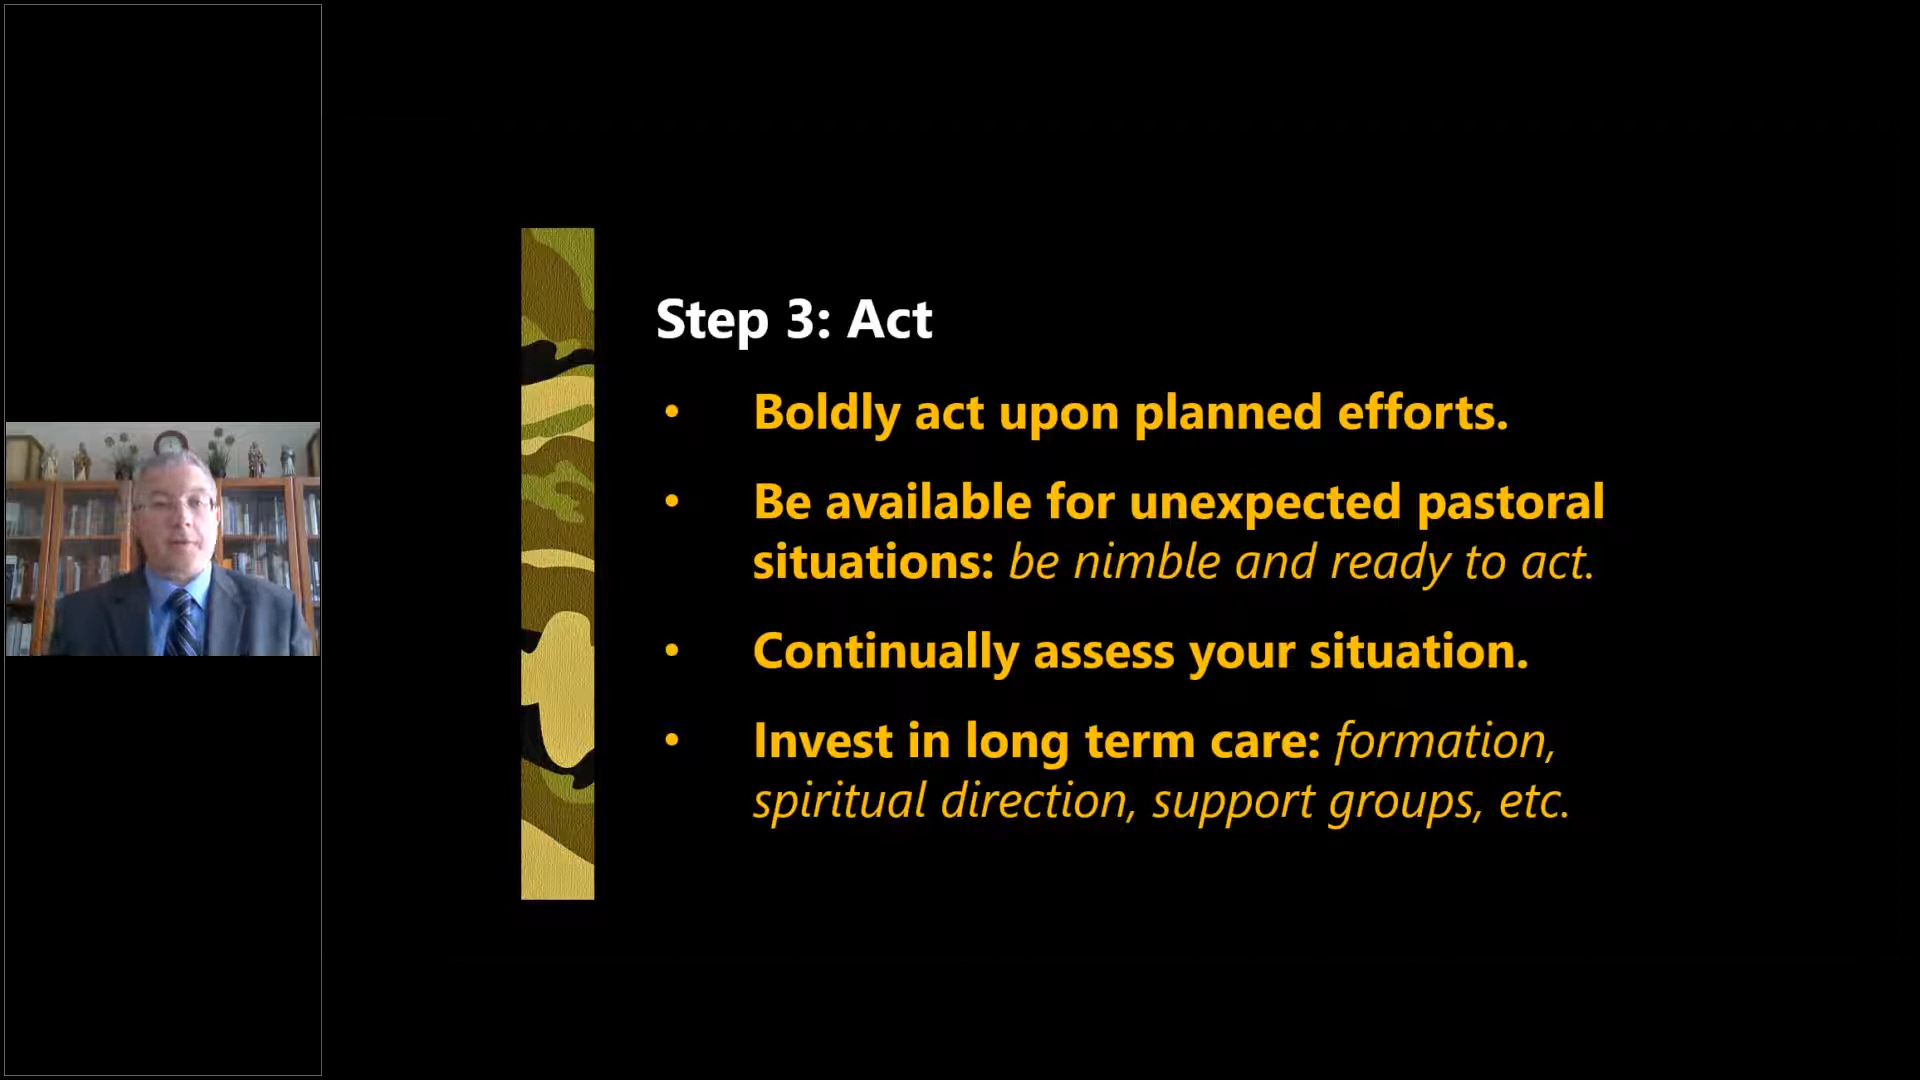 Step 3: Act
• Boldly act upon planned efforts.
• Be available for unexpected pastoral
situations: be nimble and ready to act.
• Continually assess your situation.
• Invest in long term care: formation,
spiritual direction, support groups, etc.